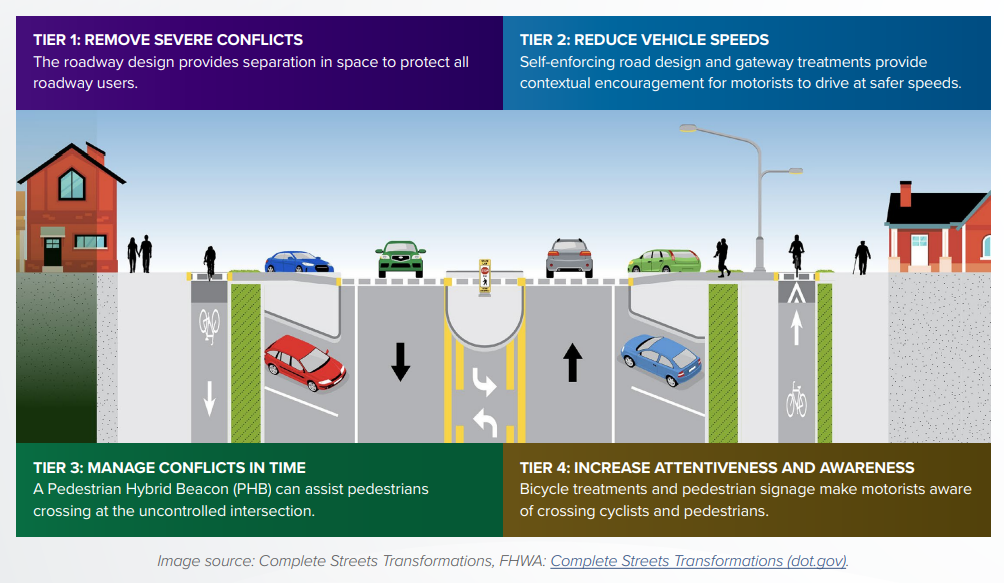 TIER 1: REMOVE SEVERE CONFLICTS
The roadway design provides separation in space to protect all
roadway users.
TIER 2: REDUCE VEHICLE SPEEDS
Self-enforcing road design and gateway treatments provide
contextual encouragement for motorists to drive at safer speeds.
TIER 3: MANAGE CONFLICTS IN TIME
A Pedestrian Hybrid Beacon (PHB) can assist pedestrians
crossing at the uncontrolled intersection.
TIER 4: INCREASE ATTENTIVENESS AND AWARENESS
Bicycle treatments and pedestrian signage make motorists aware
of crossing cyclists and pedestrians.
Image source: Complete Streets Transformations, FHWA: Complete Streets Transformations (dot.gov).